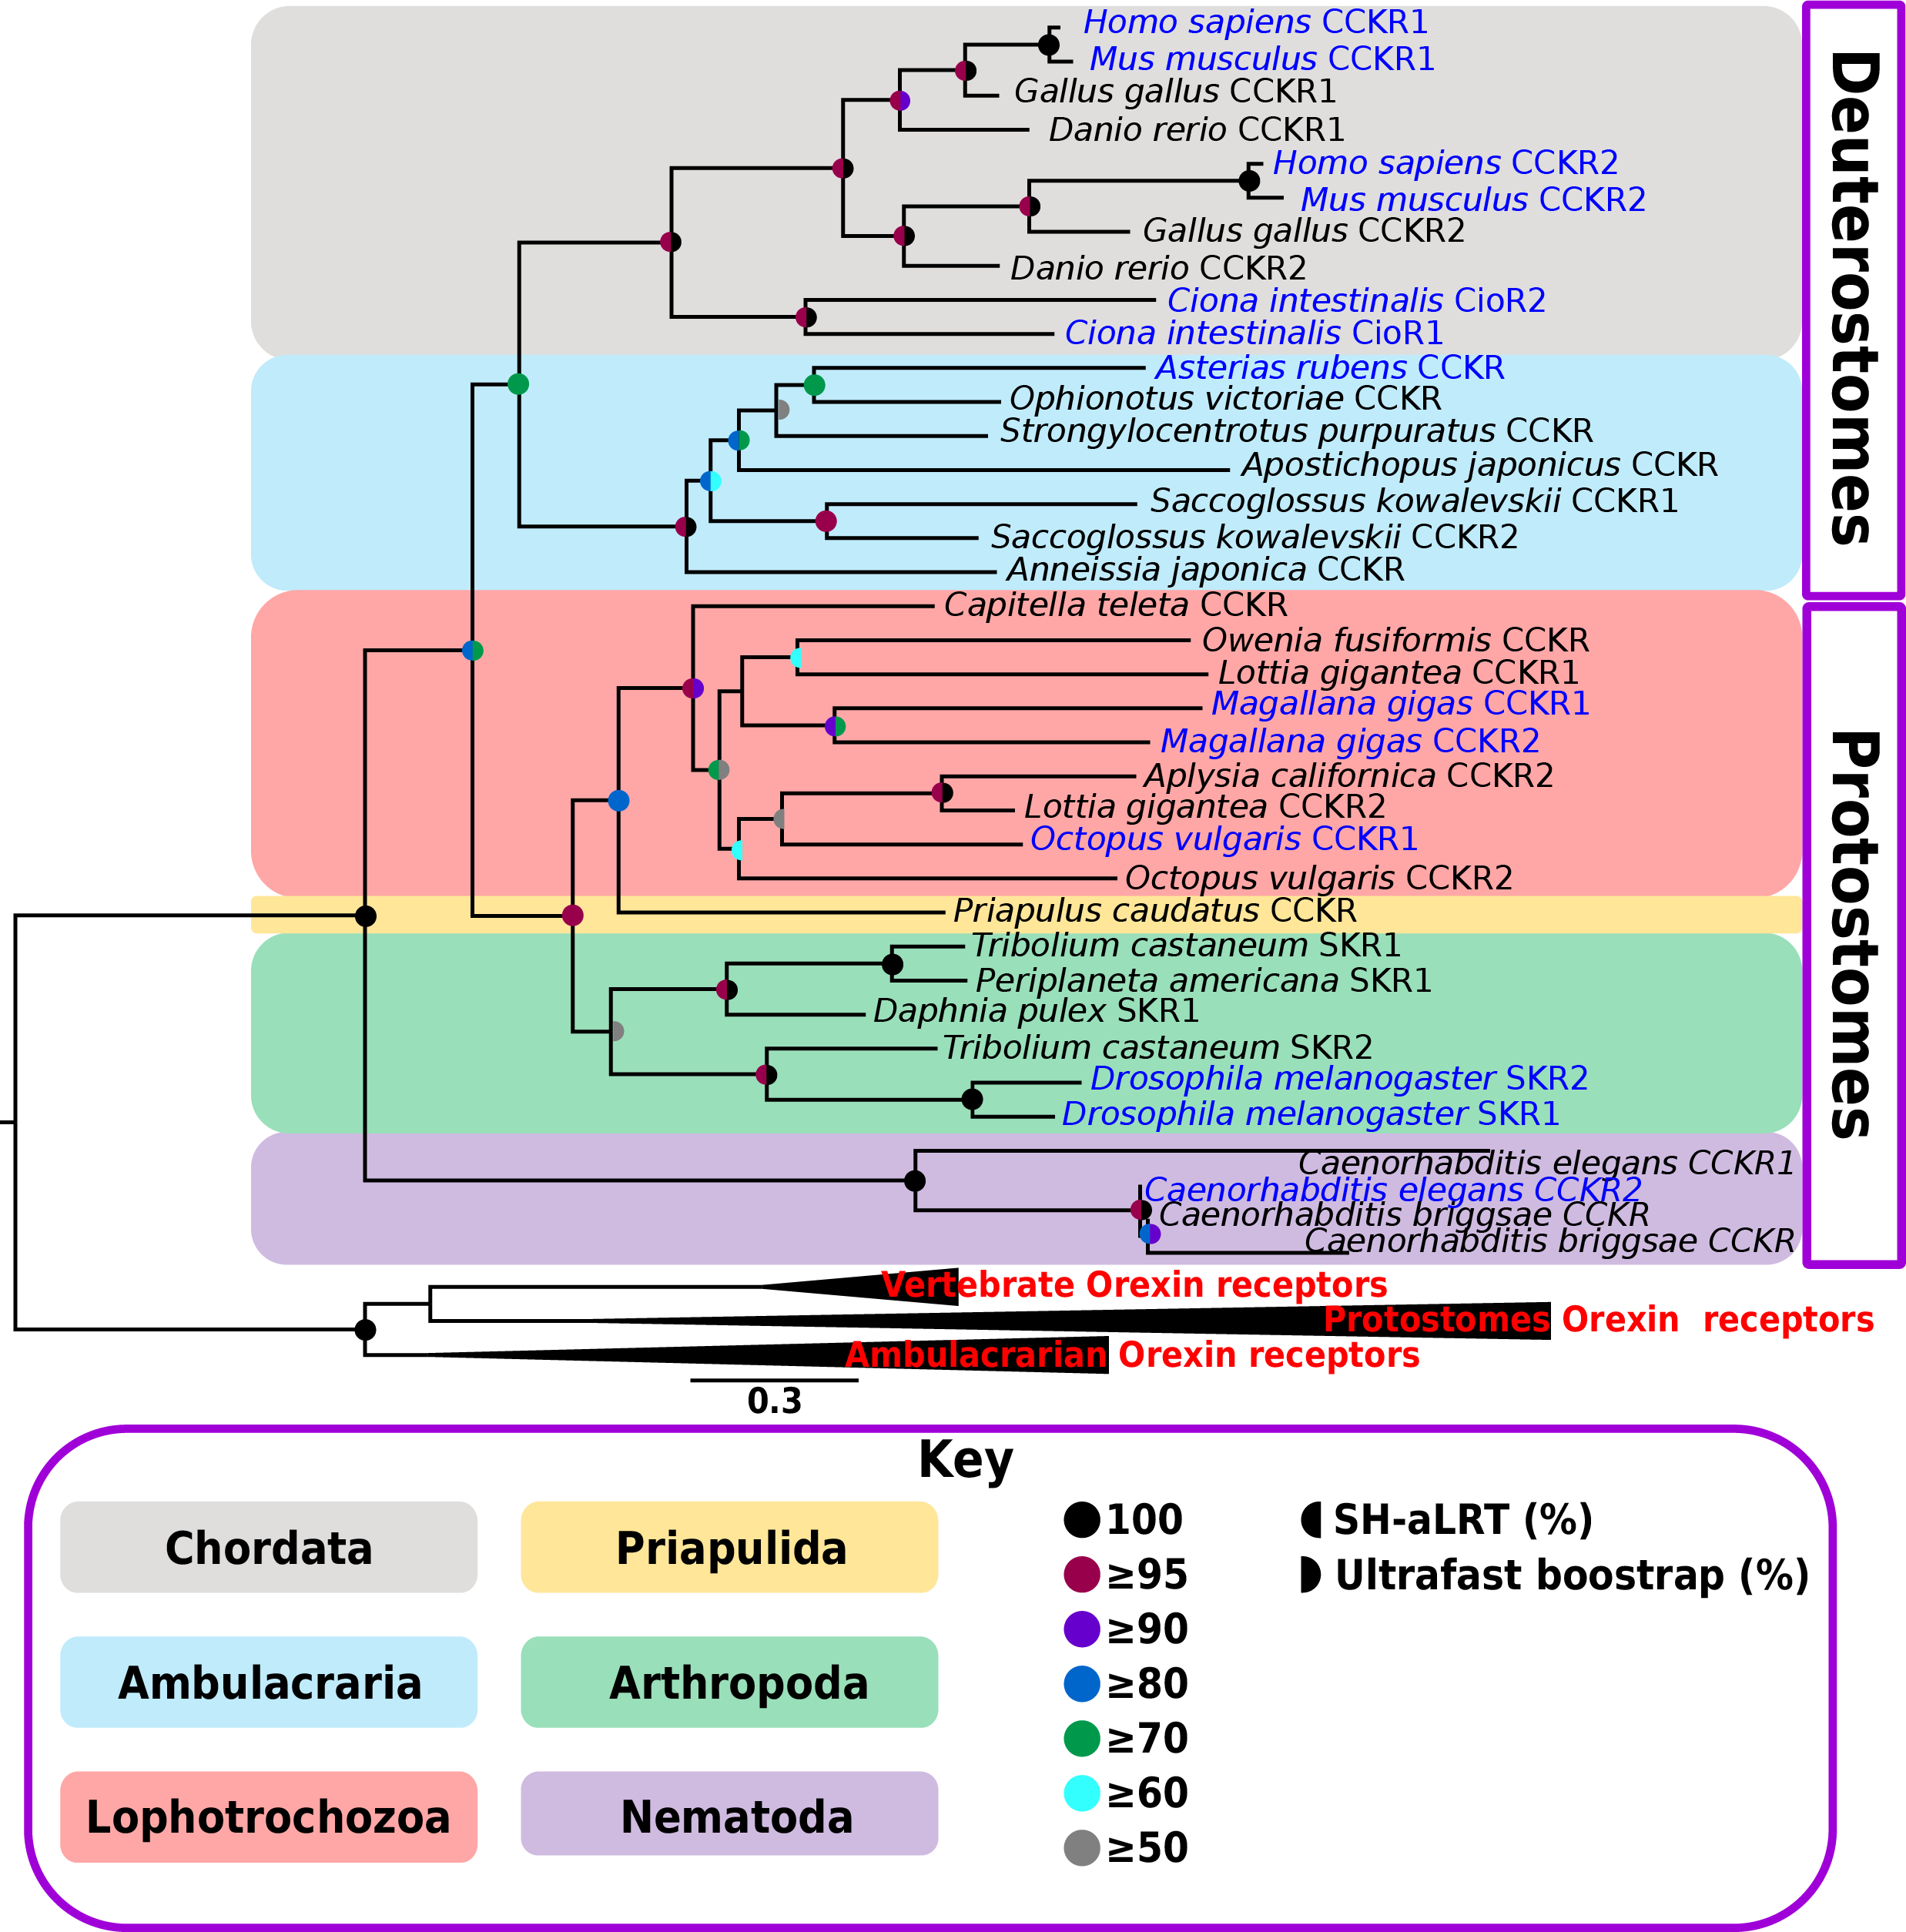 Homo sapiens CCKR1
Mus musculus CCKR1
Gallus gallus CCKR1
Danio rerio CCKR1
Homo sapiens CCKR2
Mus musculus CCKR2
Gallus gallus CCKR2
Danio rerio CCKR2
Ciona intestinalis CioR2
Ciona intestinalis CioR1
Asterias rubens CCKR
Ophionotus victoriae CCKR
Strongylocentrotus purpuratus CCKR
Apostichopus japonicus CCKR
Saccoglossus kowalevskii CCKR1
Saccoglossus kowalevskii CCKR2
Anneissia japonica CCKR
Deuterostomes
Capitella teleta CCKR
Owenia fusiformis CCKR
Lottia gigantea CCKR1
Magallana gigas CCKR1
Magallana gigas CCKR2
Aplysia californica CCKR2
Lottia gigantea CCKR2
Octopus vulgaris CCKR1
Octopus vulgaris CCKR2
Priapulus caudatus CCKR
Tribolium castaneum SKR1
Periplaneta americana SKR1
Daphnia pulex SKR1
Tribolium castaneum SKR2
Drosophila melanogaster SKR2
Drosophila melanogaster SKR1
Caenorhabditis elegans CCKR1
Caenorhabditis elegans CCKR2
Caenorhabditis briggsae CCKR
Caenorhabditis briggsae CCKR
Protostomes
Vertebrate Orexin receptors
Protostomes Orexin receptors
Ambulacrarian Orexin receptors
0.3
Key
Chordata
Priapulida
Ambulacraria
Arthropoda
Lophotrochozoa
Nematoda
100
≥95
≥90
≥80
≥70
≥60
≥50
SH-aLRT (%)
Ultrafast boostrap (%)